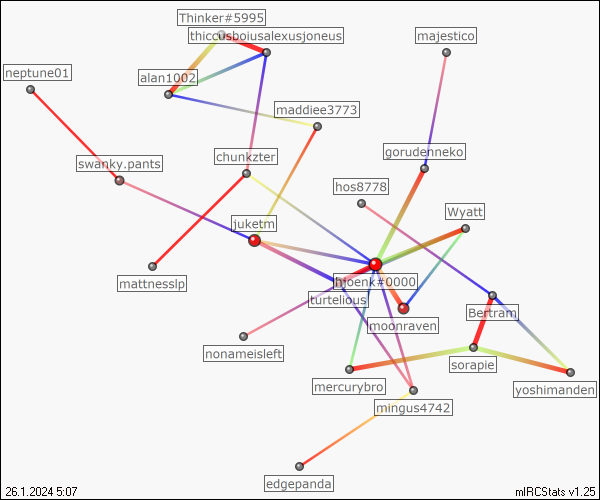 Thinker#5995
thiccusboiusalexusjoneus
majestico
neptune01
alan1002
maddiee3773
chunkzter
gorudenneko
swanky.pants
hos8778
Wyatt
juketm
mattnesslp
hjoenk#0000
turtelious
Bertram
moonraven
nonameisleft
sorapie
mercurybro
yoshimanden
mingus4742
edgepanda
26.1.2024 5:07
mIRCStats v1.25